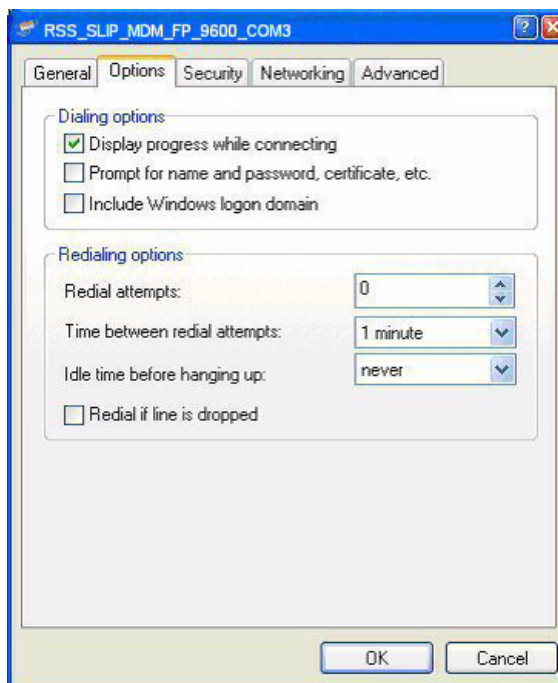 RSS_SLIP_MDM_FP_9600_COM3
General Options Security Networking Advanced
Dialing options
Display progress while connecting
Prompt for name and password, certificate, etc.
Include Windows logon domain
Redialing options
Redial attempts: 0
Time between redial attempts: 1 minute
Idle time before hanging up: never
Redial if line is dropped
OK Cancel